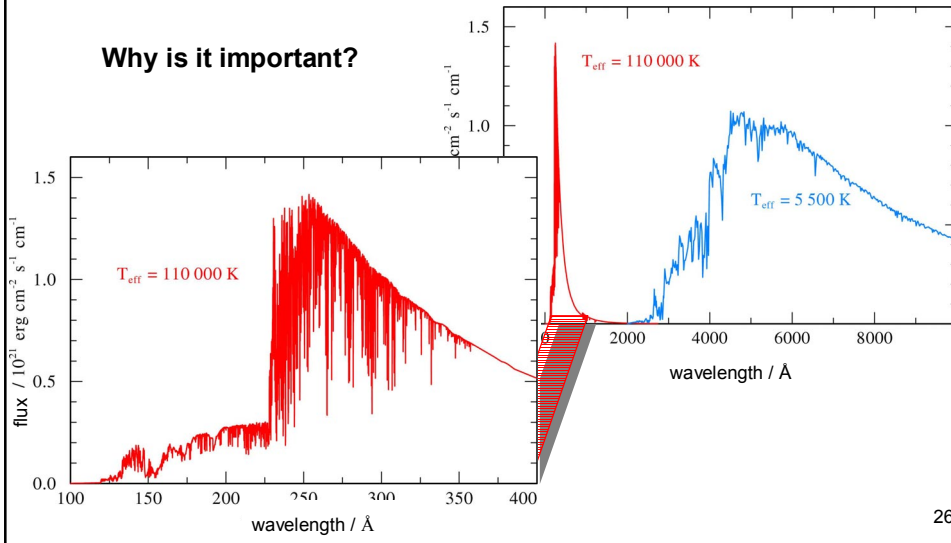 Why is it important?
T_eff = 110 000 K
T_eff = 5 500 K
1.5
1.0
cm⁻² s⁻¹ cm⁻¹
0 2000 4000 6000 8000
wavelength / Å
T_eff = 110 000 K
1.5
1.0
0.5
0.0
flux / 10²¹ erg cm⁻² s⁻¹ cm⁻¹
100 150 200 250 300 350 400
wavelength / Å
26